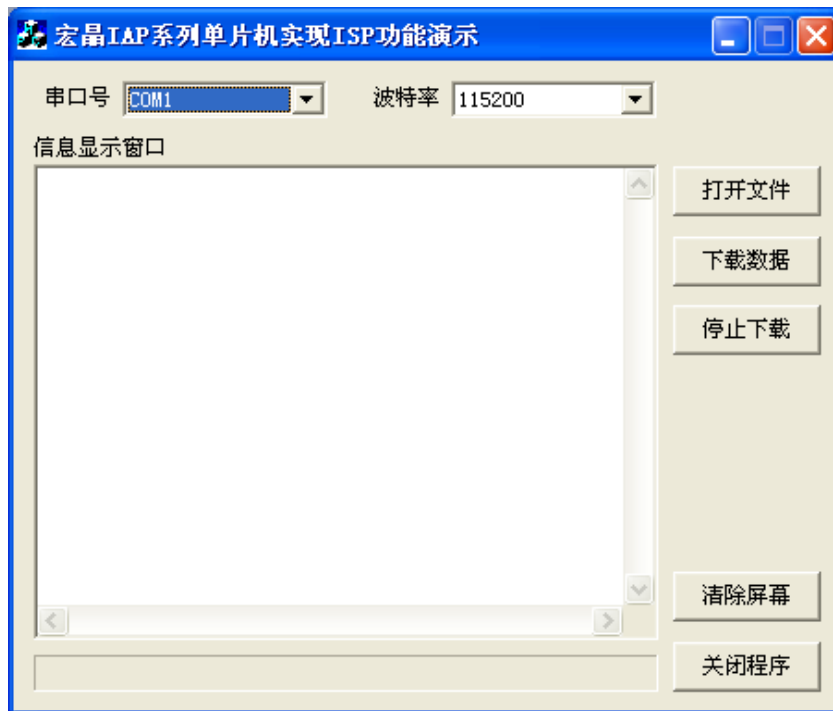 宏晶IAP系列单片机实现ISP功能演示
串口号 COM1 波特率 115200
信息显示窗口
打开文件
下载数据
停止下载
清除屏幕
关闭程序